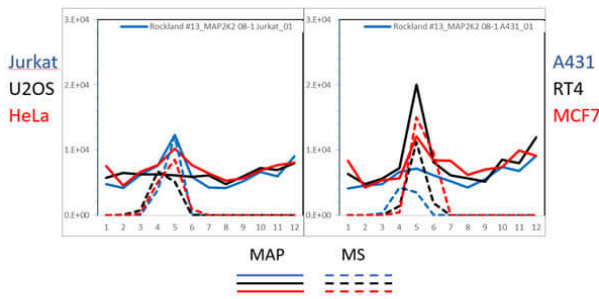 Rockland #13_MAP2K2 08-1 Jurkat_01
Rockland #13_MAP2K2 08-1 A431_01
3.E+04
2.E+04
1.E+04
0.E+00
1 2 3 4 5 6 7 8 9 10 11 12
3.E+04
2.E+04
1.E+04
0.E+00
1 2 3 4 5 6 7 8 9 10 11 12
Jurkat
U2OS
HeLa
A431
RT4
MCF7
MAP MS